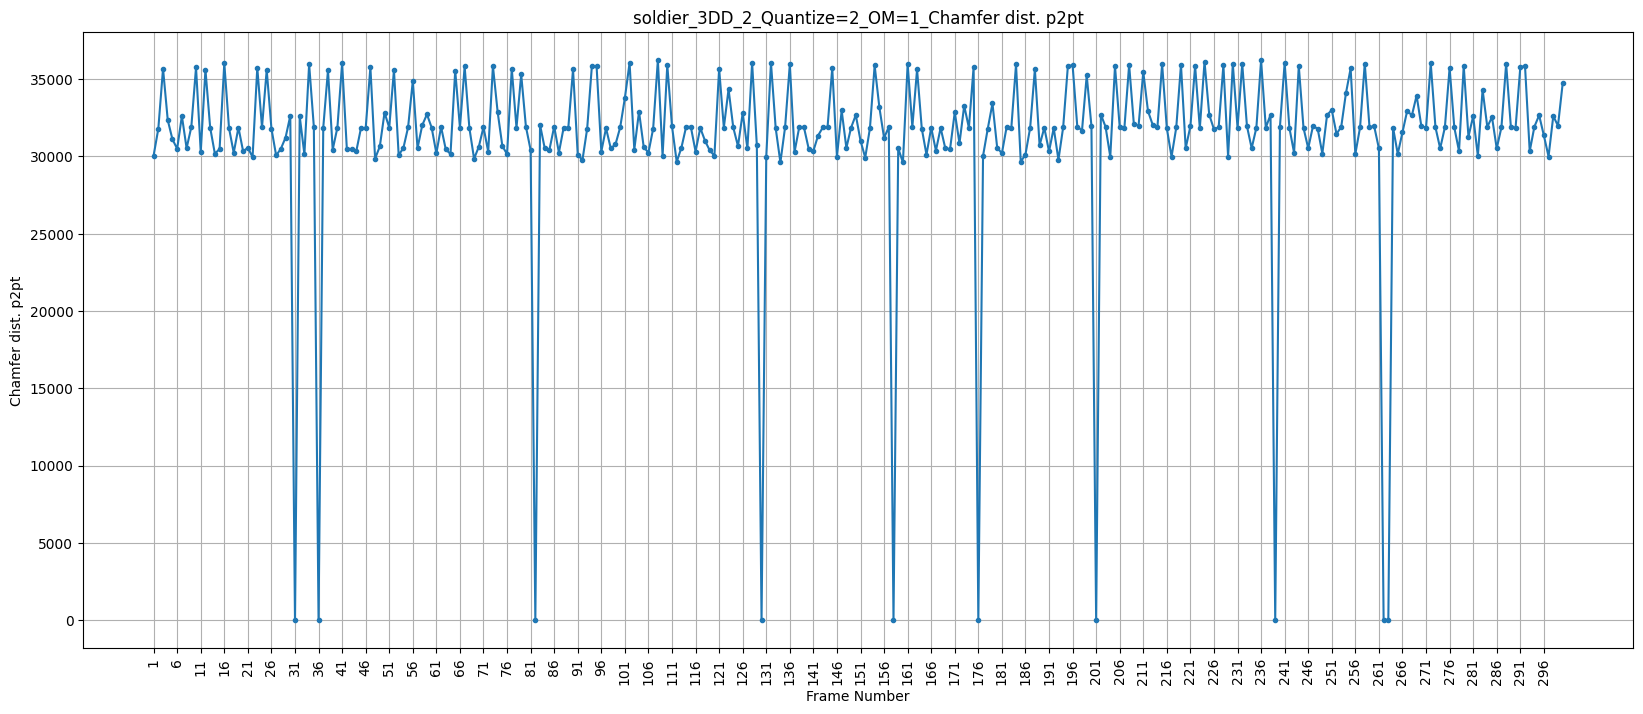 soldier_3DD_2_Quantize=2_OM=1_Chamfer dist. p2pt
35000
30000
25000
20000
15000
10000
5000
0
Chamfer dist. p2pt
1 6 11 16 21 26 31 36 41 46 51 56 61 66 71 76 81 86 91 96 101 106 111 116 121 126 131 136 141 146 151 156 161 166 171 176 181 186 191 196 201 206 211 216 221 226 231 236 241 246 251 256 261 266 271 276 281 286 291 296
Frame Number